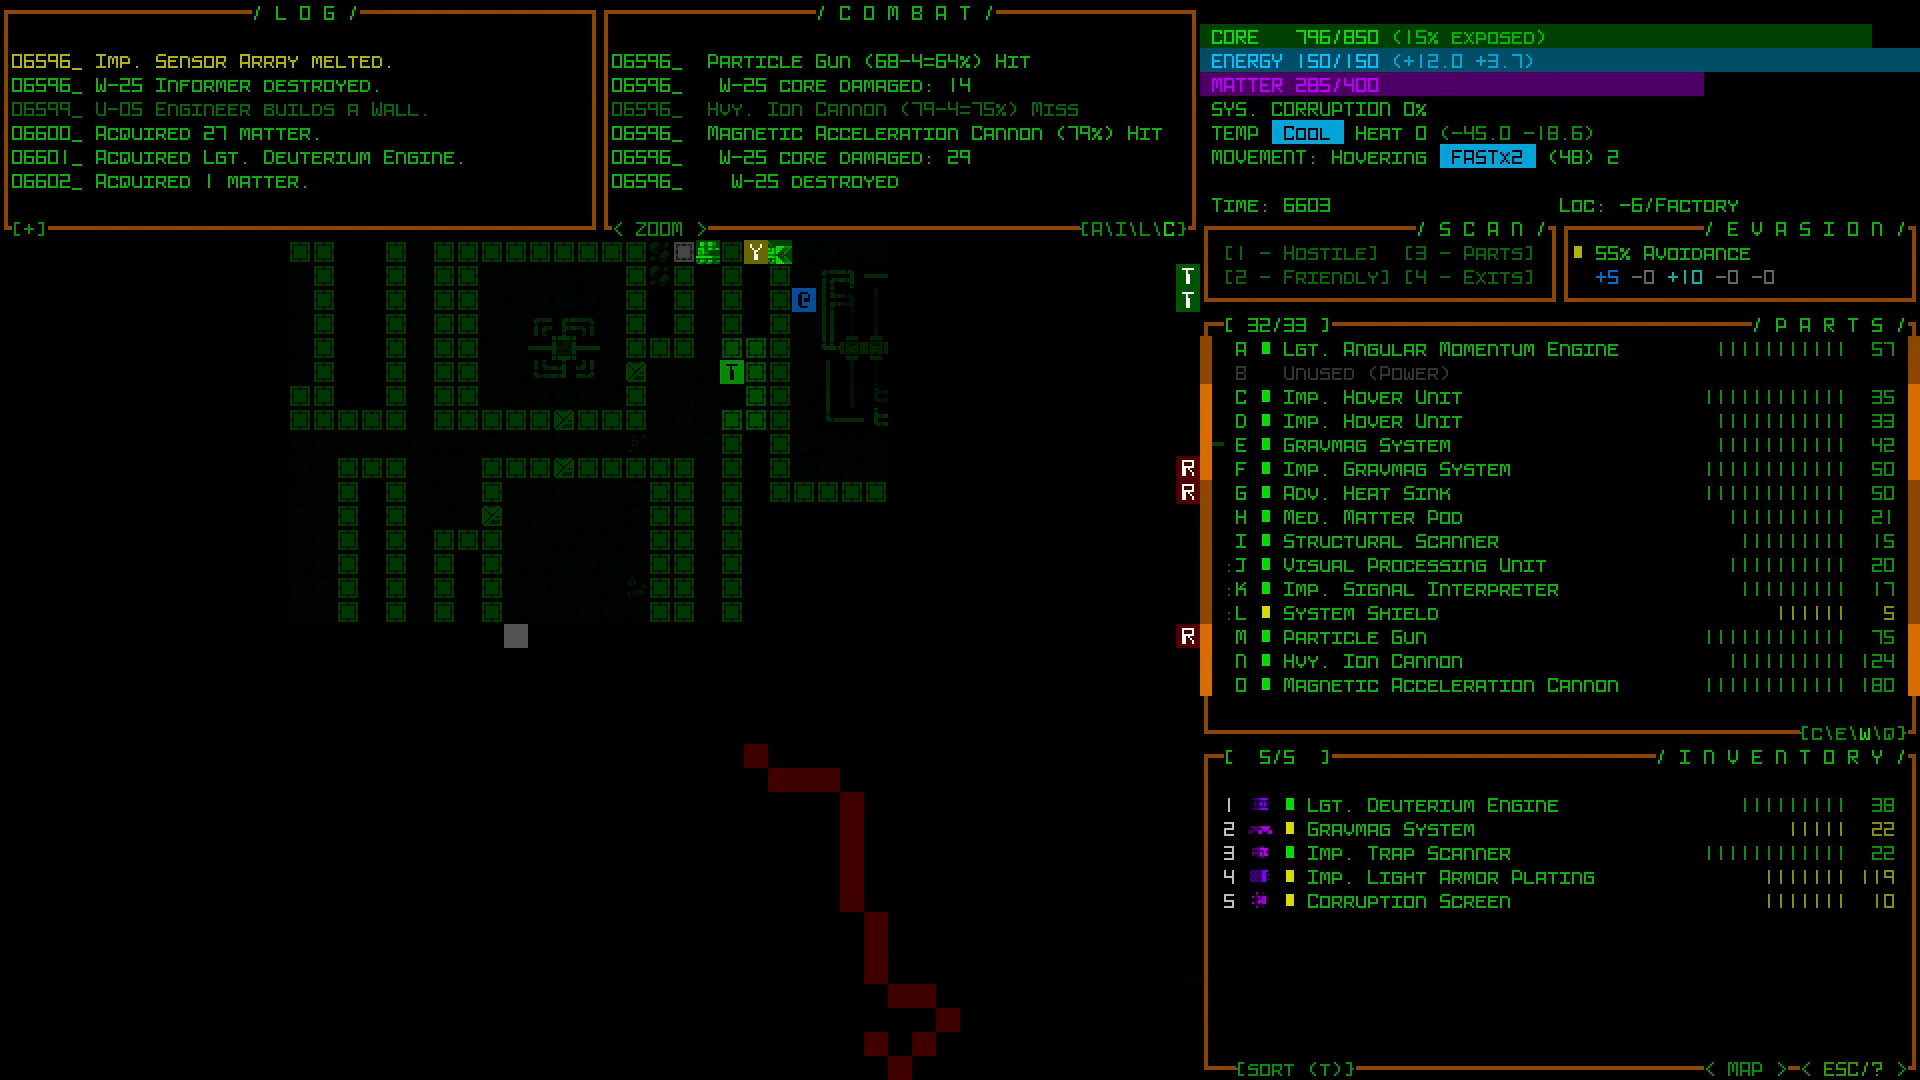 / L O G /
06596_ Imp. Sensor Array melted.
06596_ W-25 Informer destroyed.
06599_ U-05 Engineer builds a Wall.
06600_ Acquired 27 matter.
06601_ Acquired Lgt. Deuterium Engine.
06602_ Acquired 1 matter.
[+]
/ C O M B A T /
06596_ Particle Gun (68-4=64%) Hit
06596_ W-25 core damaged: 14
06596_ Hvy. Ion Cannon (79-4=75%) Miss
06596_ Magnetic Acceleration Cannon (79%) Hit
06596_ W-25 core damaged: 29
06596_ W-25 destroyed
< ZOOM >
[A\I\L\C]
CORE 796/850 (15% exposed)
ENERGY 150/150 (+12.0 +3.7)
MATTER 285/400
SYS. CORRUPTION 0%
TEMP Cool HEAT 0 (-45.0 -18.6)
MOVEMENT: Hovering FASTx2 (48) 2
Time: 6603 Loc: -6/Factory
/ S C A N /
[1 - Hostile] [3 - Parts]
[2 - Friendly] [4 - Exits]
/ E V A S I O N /
55% Avoidance
+5 -0 +10 -0 -0
Y
@
T
T
T
R
R
R
[ 32/33 ] / P A R T S /
A Lgt. Angular Momentum Engine 57
B Unused (Power)
C Imp. Hover Unit 35
D Imp. Hover Unit 33
E Gravmag System 42
F Imp. Gravmag System 50
G Adv. Heat Sink 50
H Med. Matter Pod 21
I Structural Scanner 15
:J Visual Processing Unit 20
:K Imp. Signal Interpreter 17
:L System Shield 5
M Particle Gun 75
N Hvy. Ion Cannon 124
O Magnetic Acceleration Cannon 180
[C\E\W\Q]
[ 5/5 ] / I N V E N T O R Y /
1 Lgt. Deuterium Engine 38
2 Gravmag System 22
3 Imp. Trap Scanner 22
4 Imp. Light Armor Plating 119
5 Corruption Screen 10
[SORT (T)]
< MAP >
< ESC/? >